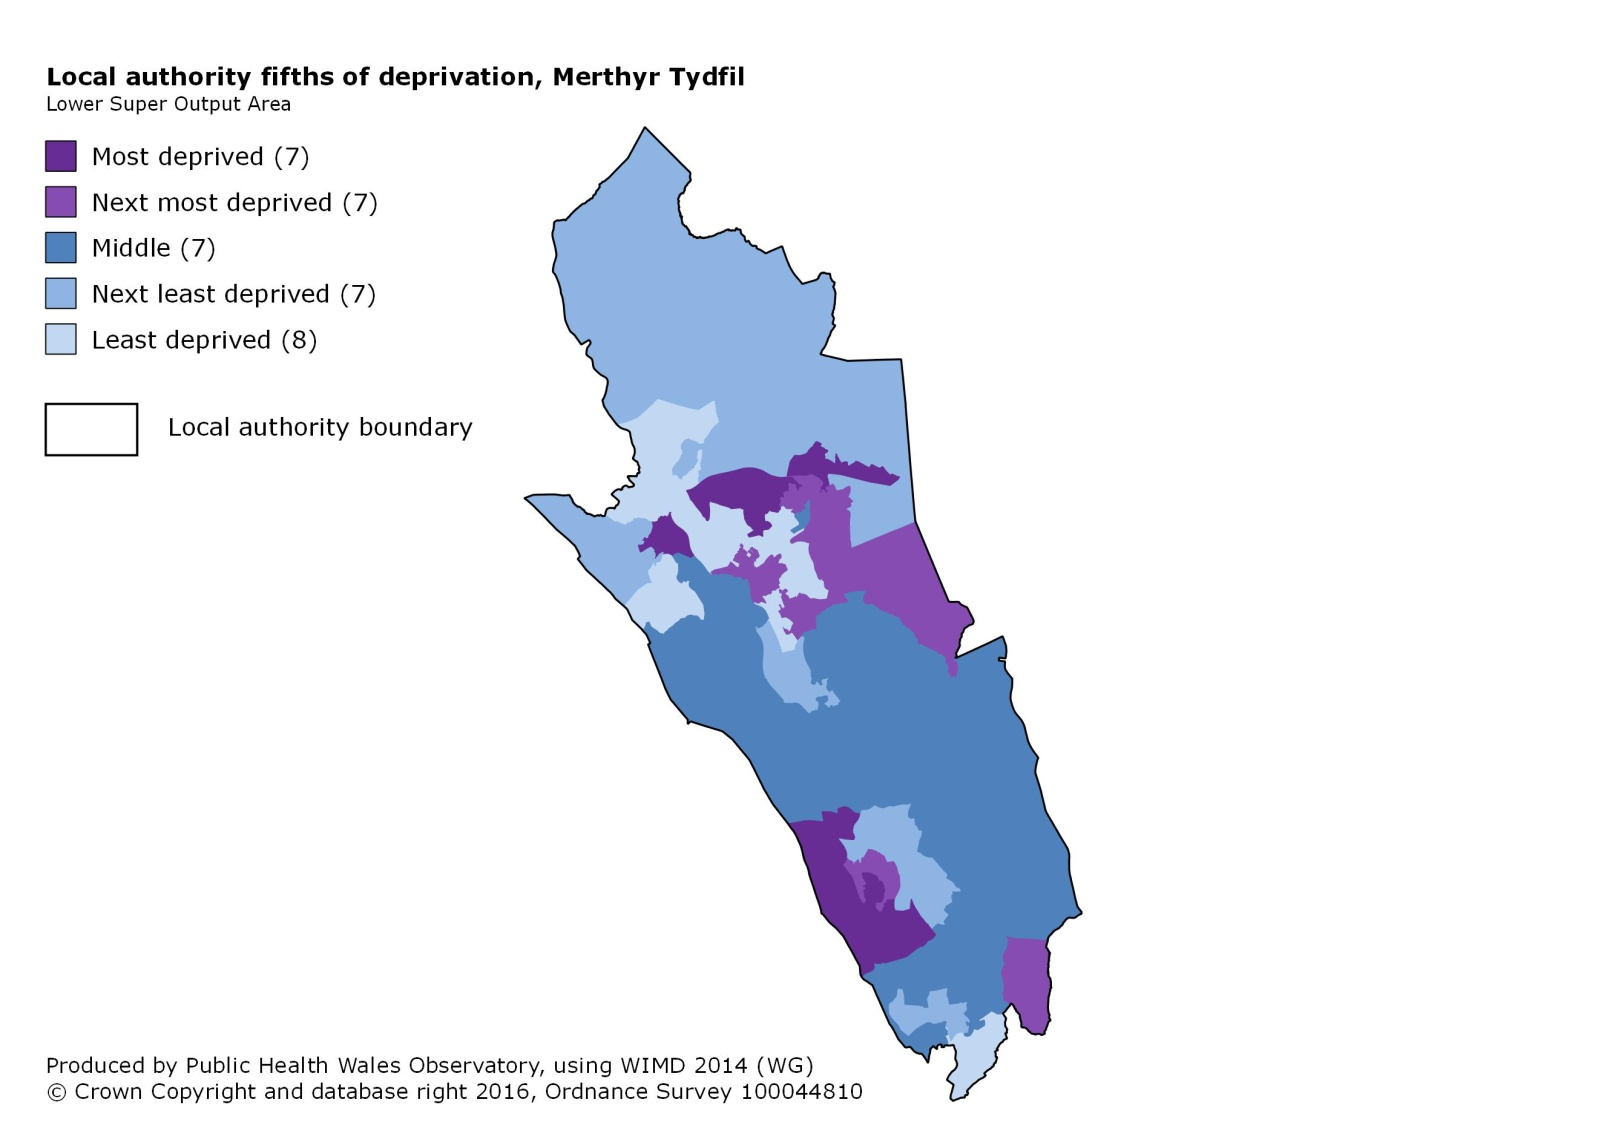 Local authority fifths of deprivation, Merthyr Tydfil
Lower Super Output Area
Most deprived (7)
Next most deprived (7)
Middle (7)
Next least deprived (7)
Least deprived (8)
Local authority boundary
Produced by Public Health Wales Observatory, using WIMD 2014 (WG)
© Crown Copyright and database right 2016, Ordnance Survey 100044810